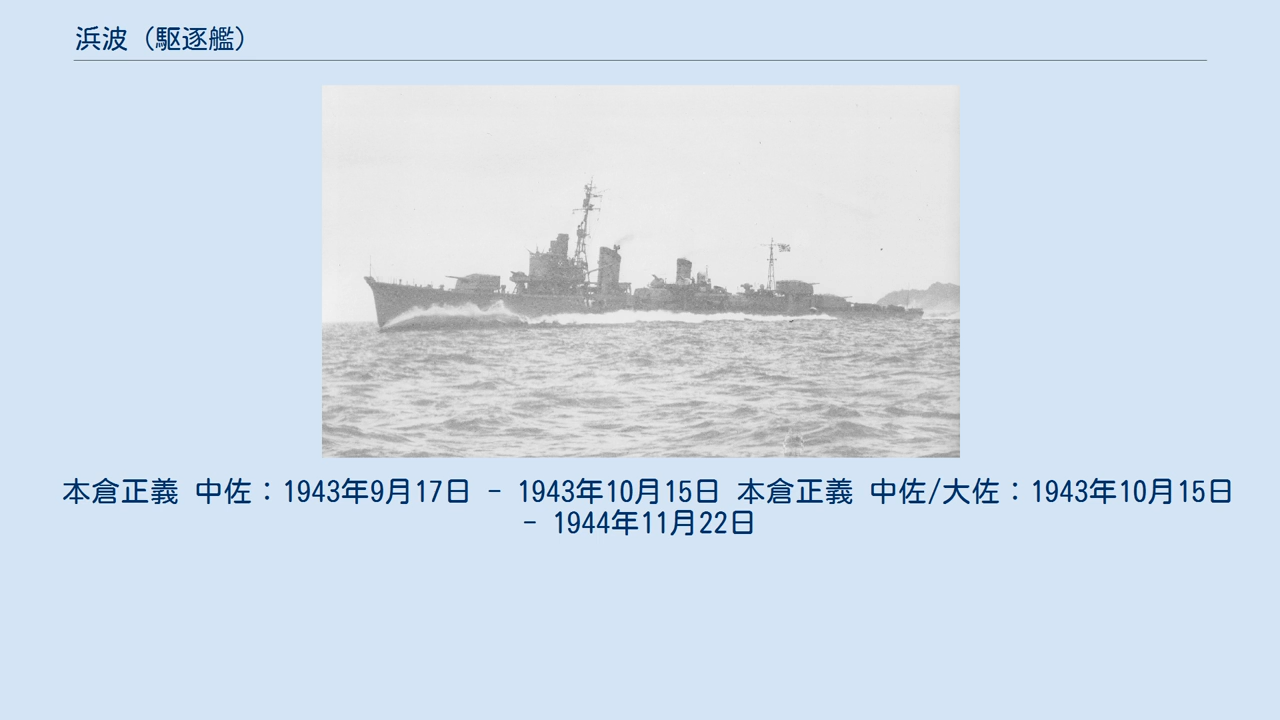 浜波（駆逐艦）
本倉正義 中佐：1943年9月17日 - 1943年10月15日 本倉正義 中佐/大佐：1943年10月15日
- 1944年11月22日